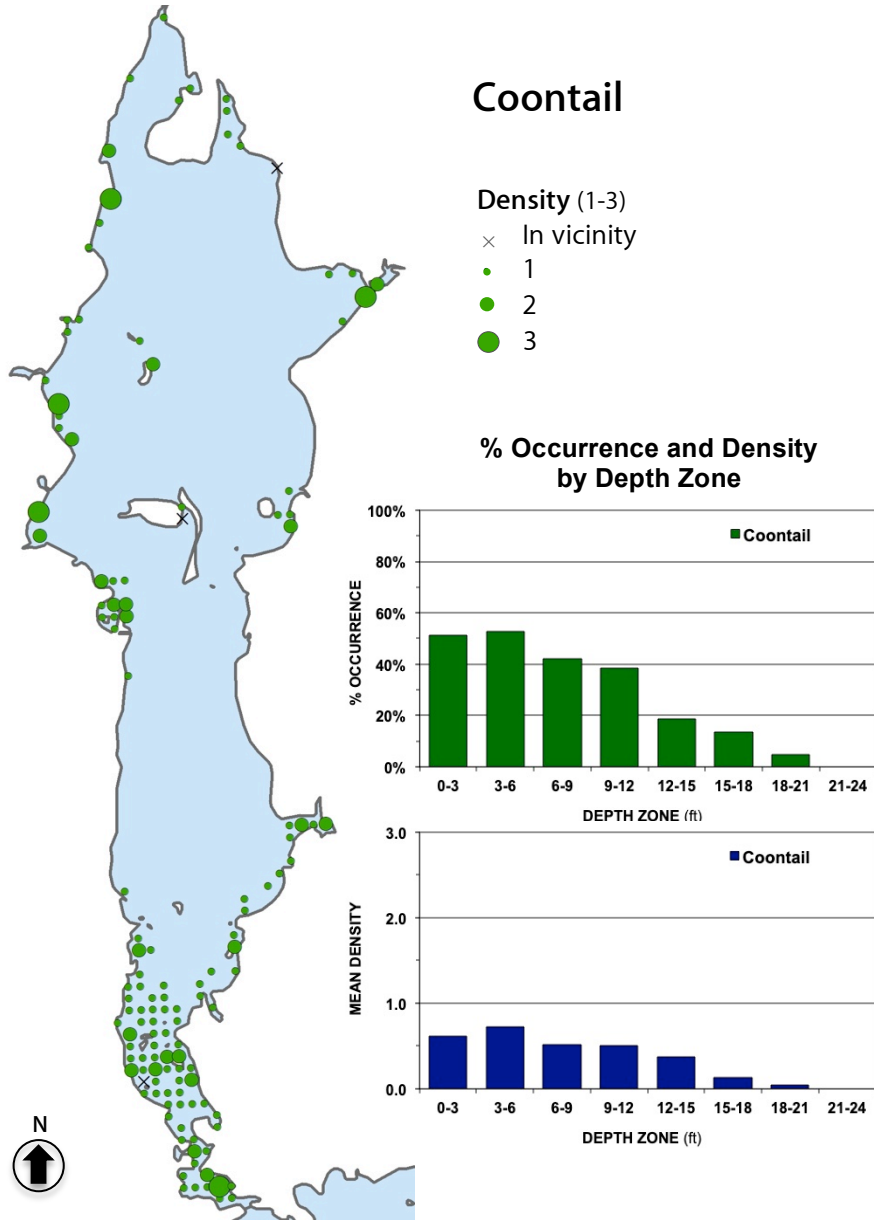 Coontail
Density (1-3)
In vicinity
1
2
3
% Occurrence and Density
by Depth Zone
100%
80%
60%
40%
20%
0%
% OCCURRENCE
Coontail
0-3 3-6 6-9 9-12 12-15 15-18 18-21 21-24
DEPTH ZONE (ft)
3.0
2.0
1.0
0.0
MEAN DENSITY
Coontail
0-3 3-6 6-9 9-12 12-15 15-18 18-21 21-24
DEPTH ZONE (ft)
N